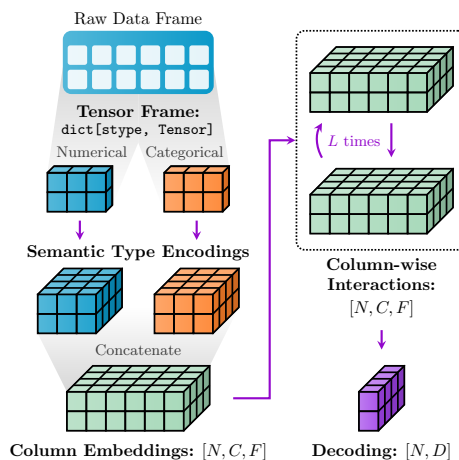 Raw Data Frame
Tensor Frame:
dict[stype, Tensor]
Numerical
Categorical
Semantic Type Encodings
Concatenate
Column Embeddings: [N, C, F]
L times
Column-wise
Interactions:
[N, C, F]
Decoding: [N, D]